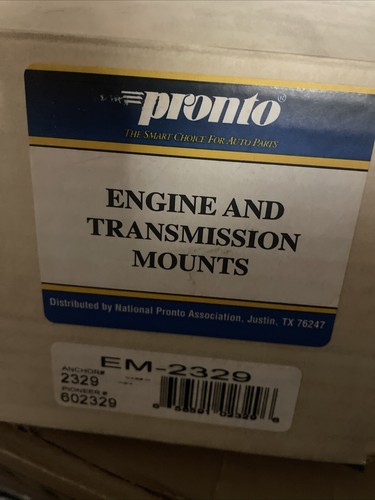 pronto®
THE SMART CHOICE FOR AUTO PARTS
ENGINE AND
TRANSMISSION
MOUNTS
Distributed by National Pronto Association, Justin, TX 76247
EM-2329
ANCHOR#
2329
PIONEER #
602329